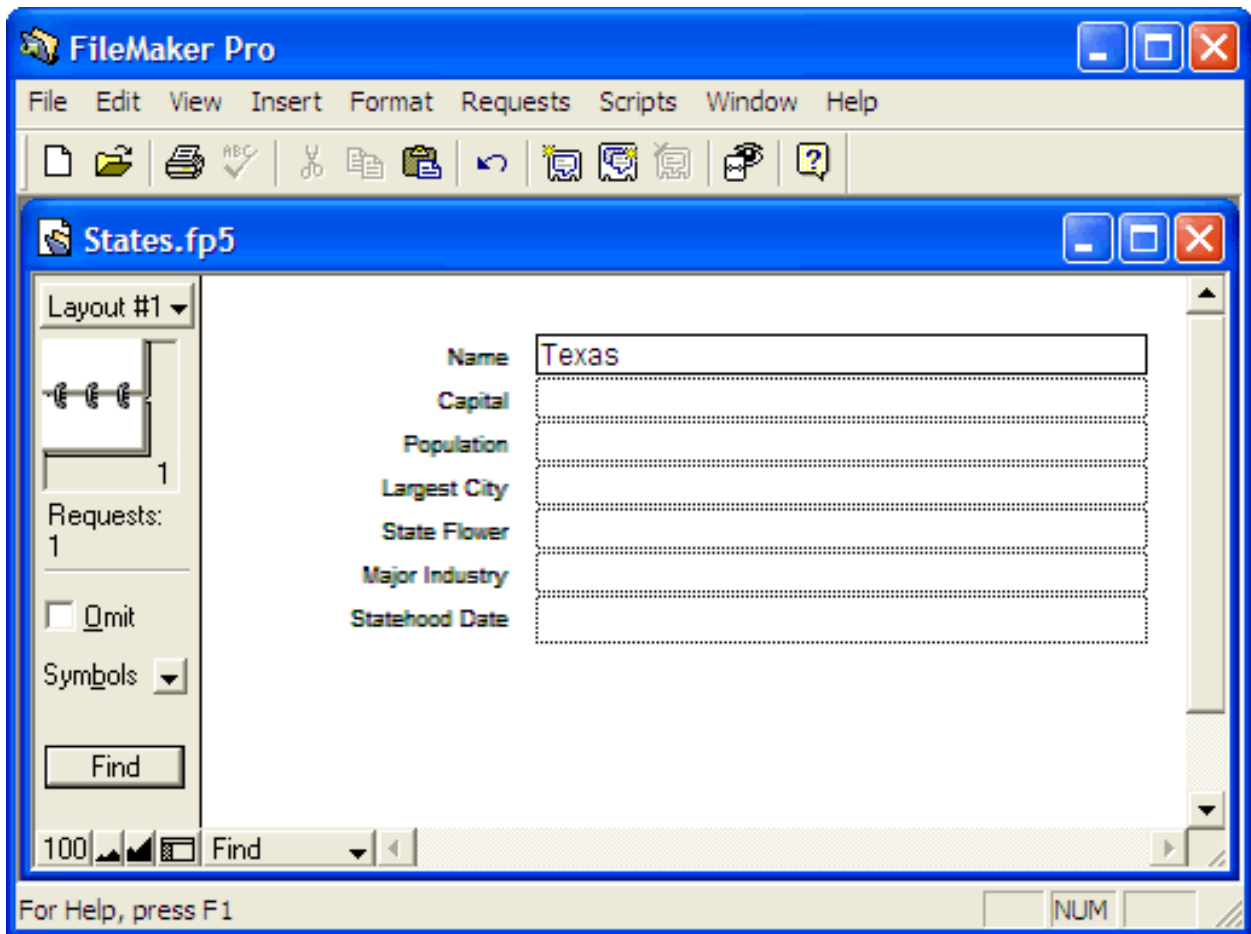 FileMaker Pro
File Edit View Insert Format Requests Scripts Window Help
ABC
States.fp5
Layout #1
1
Requests:
1
Omit
Symbols
Find
Name Texas
Capital
Population
Largest City
State Flower
Major Industry
Statehood Date
100 Find
For Help, press F1 NUM